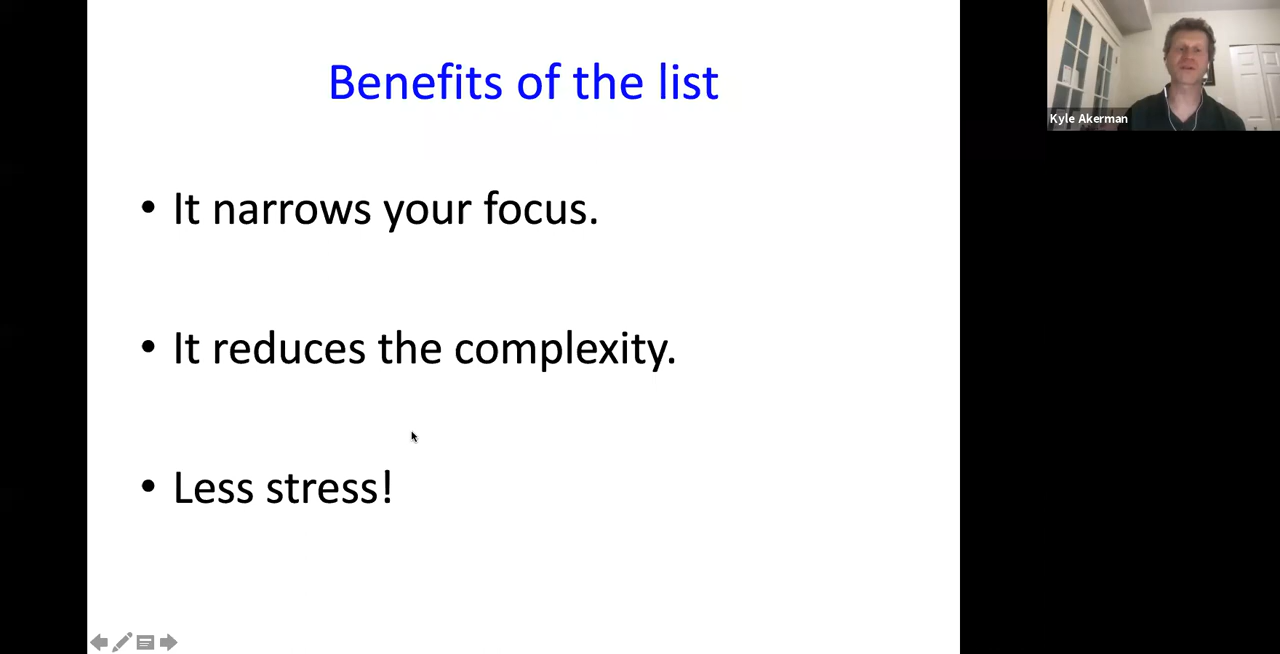 Benefits of the list
Kyle Akerman
• It narrows your focus.
• It reduces the complexity.
• Less stress!